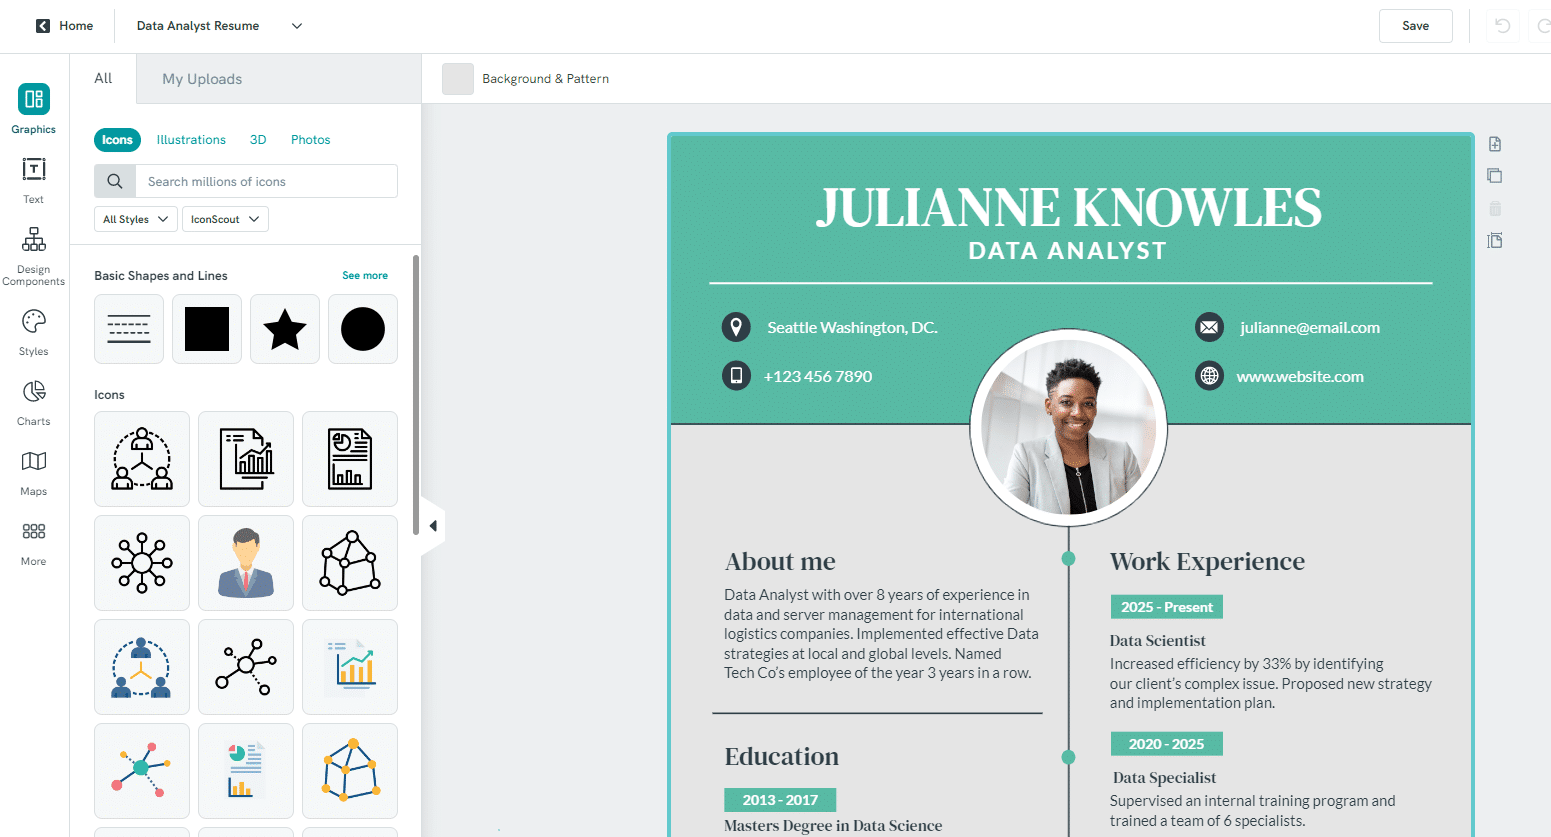 Home
Data Analyst Resume
Save
All
My Uploads
Background & Pattern
Graphics
Text
Design
Components
Styles
Charts
Maps
More
Icons
Illustrations
3D
Photos
Search millions of icons
All Styles
IconScout
Basic Shapes and Lines
See more
Icons
JULIANNE KNOWLES
DATA ANALYST
Seattle Washington, DC.
julianne@email.com
+123 456 7890
www.website.com
About me
Data Analyst with over 8 years of experience in
data and server management for international
logistics companies. Implemented effective Data
strategies at local and global levels. Named
Tech Co’s employee of the year 3 years in a row.
Education
2013 - 2017
Masters Degree in Data Science
Work Experience
2025 - Present
Data Scientist
Increased efficiency by 33% by identifying
our client’s complex issue. Proposed new strategy
and implementation plan.
2020 - 2025
Data Specialist
Supervised an internal training program and
trained a team of 6 specialists.